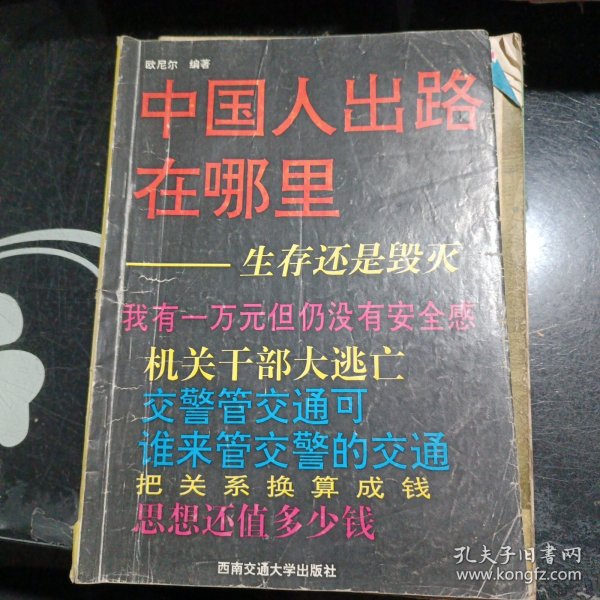 欧尼尔 编著
中国人出路
在哪里
——生存还是毁灭
我有一万元但仍没有安全感
机关干部大逃亡
交警管交通可
谁来管交警的交通
把关系换算成钱
思想还值多少钱
西南交通大学出版社
孔夫子旧书网
www.kongfz.com